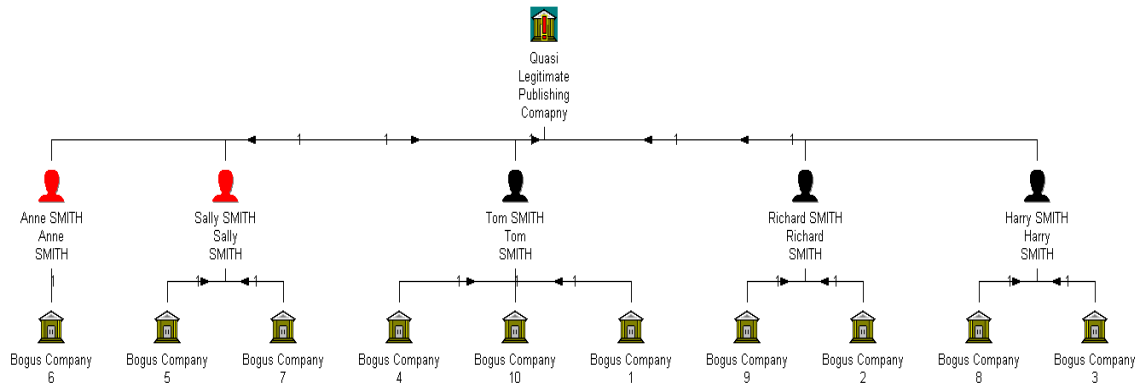 Quasi
Legitimate
Publishing
Comapny
1 1 1 1 1
Anne SMITH Sally SMITH Tom SMITH Richard SMITH Harry SMITH
Anne Sally Tom Richard Harry
SMITH SMITH SMITH SMITH SMITH
1 1 1 1 1 1 1 1 1 1
Bogus Company Bogus Company Bogus Company Bogus Company Bogus Company Bogus Company Bogus Company Bogus Company Bogus Company Bogus Company
6 5 7 4 10 1 9 2 8 3